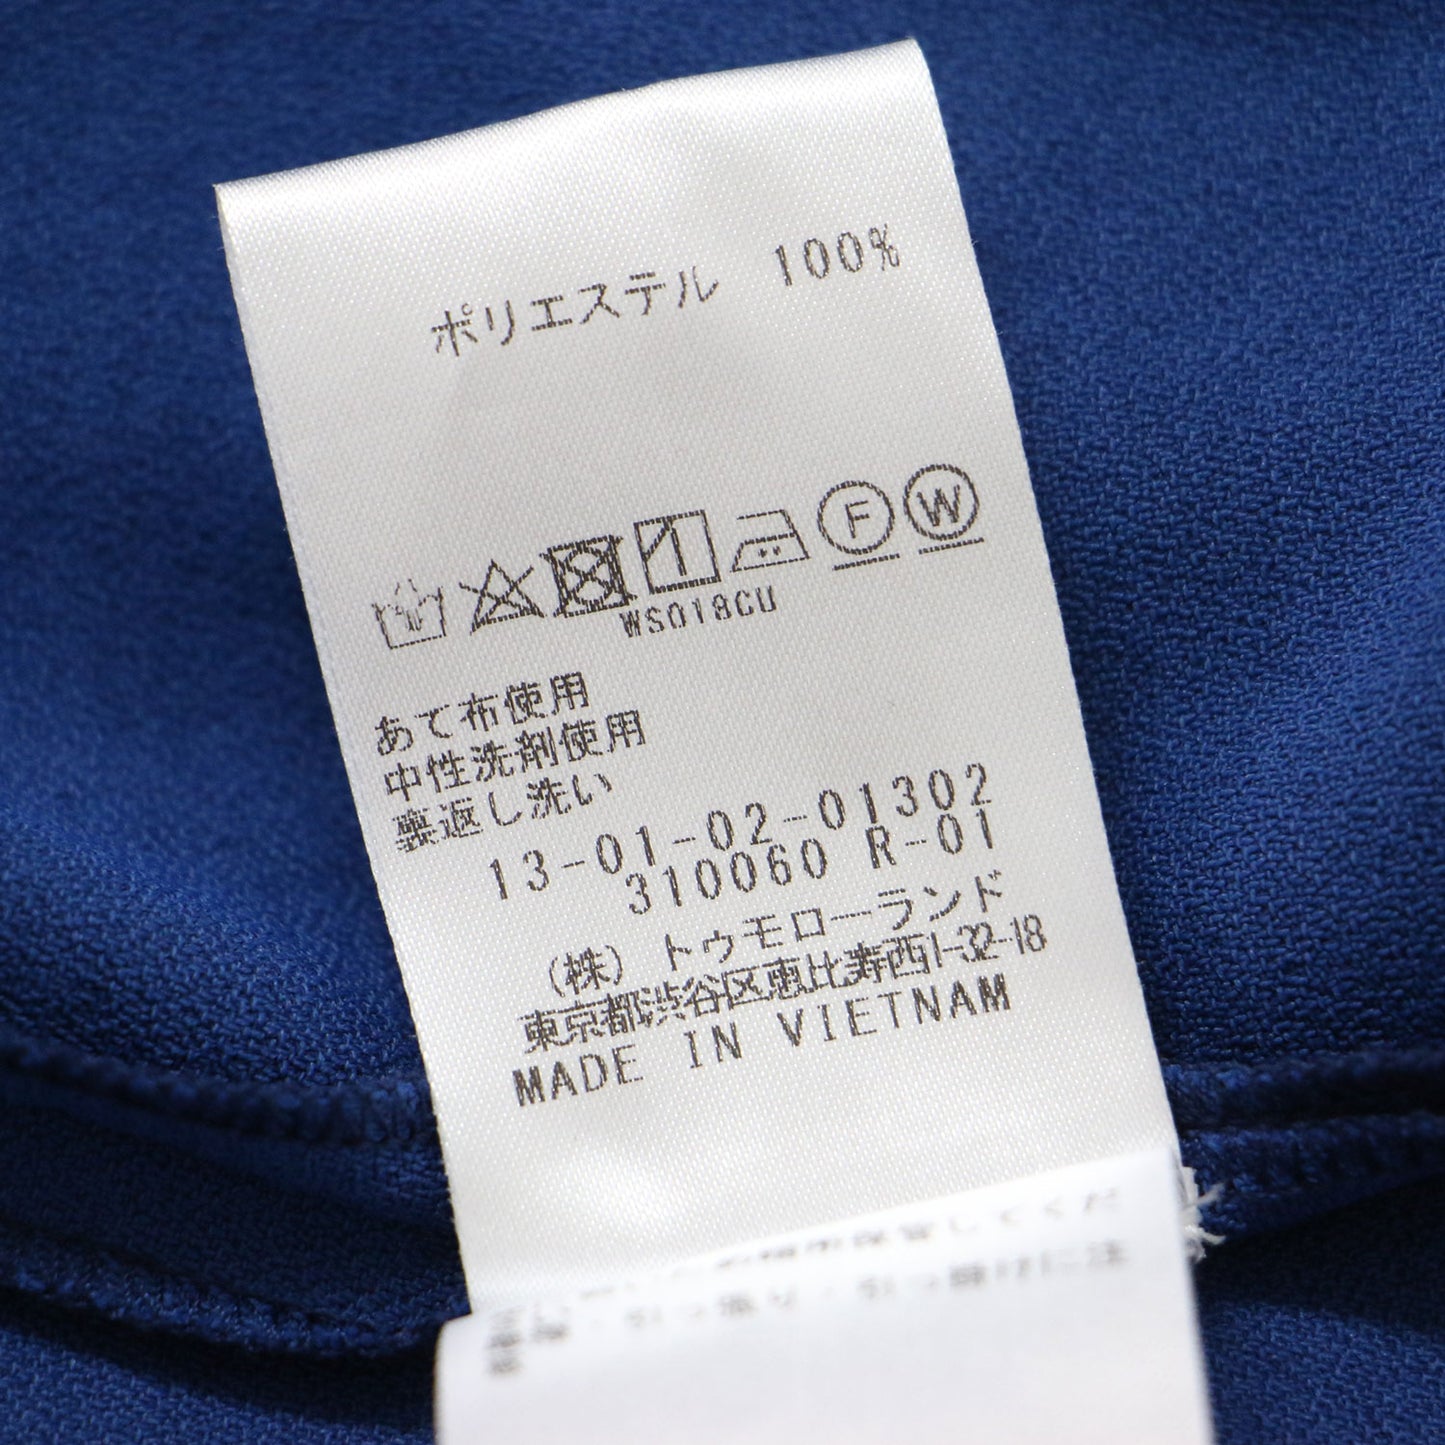 ポリエステル 100%
F W
WS018CU
あて布使用
中性洗剤使用
裏返し洗い
13-01-02-01302
310060 R-01
(株) トゥモローランド
東京都渋谷区恵比寿西1-32-18
MADE IN VIETNAM